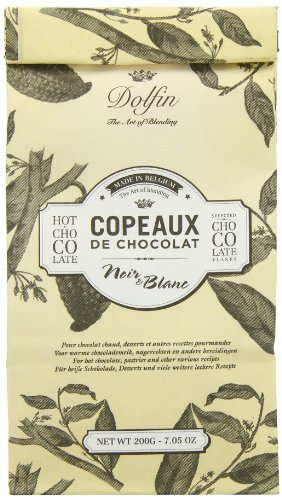 Dolfin
The Art of Blending
MADE IN BELGIUM
The Art of blending
HOT
CHO
CO
LATE
COPEAUX
DE CHOCOLAT
Noir & Blanc
SELECTED
CHO
CO
LATE
FLAKES
Pour chocolat chaud, desserts et autres recettes gourmandes
Voor warme chocolademelk, nagerechten en andere bereidingen
For hot chocolate, pastries and other various recipes
Für heiße Schokolade, Desserts und viele weitere leckere Rezepte
NET WT 200G - 7.05 OZ